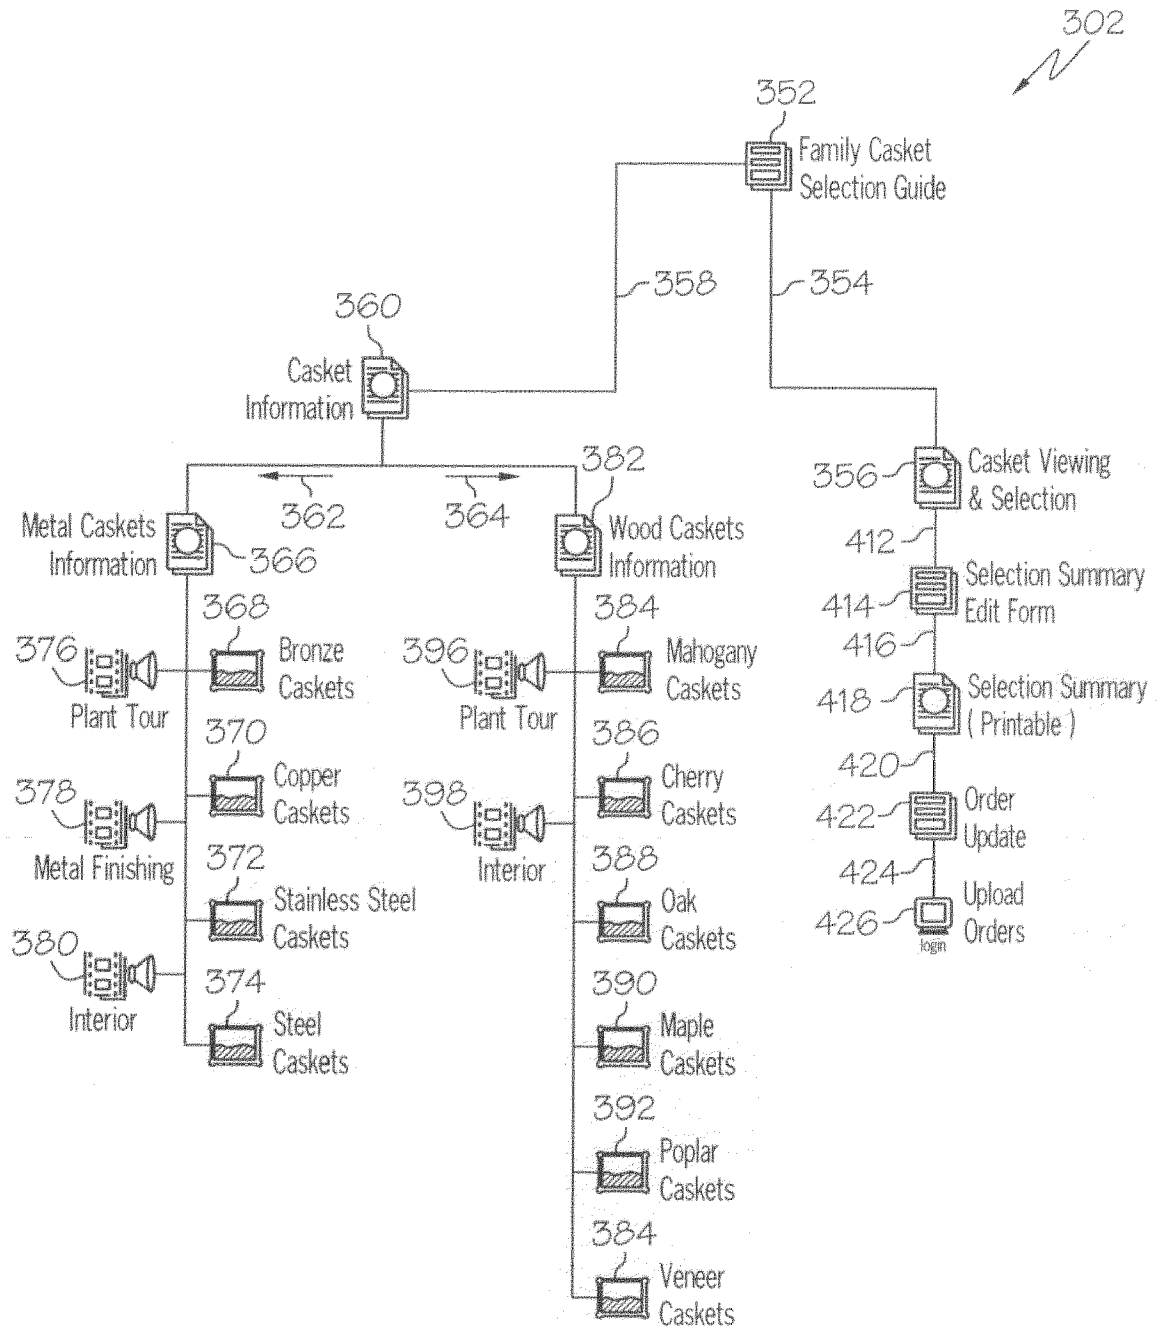 302
352
Family Casket
Selection Guide
358
354
360
Casket
Information
382
356
Casket Viewing
& Selection
362
364
Metal Caskets
Information
366
Wood Caskets
Information
412
414
Selection Summary
Edit Form
416
368
Bronze
Caskets
376
Plant Tour
384
Mahogany
Caskets
396
Plant Tour
418
Selection Summary
( Printable )
370
Copper
Caskets
378
Metal Finishing
386
Cherry
Caskets
398
Interior
420
422
Order
Update
372
Stainless Steel
Caskets
388
Oak
Caskets
424
426
login
Upload
Orders
380
Interior
374
Steel
Caskets
390
Maple
Caskets
392
Poplar
Caskets
384
Veneer
Caskets